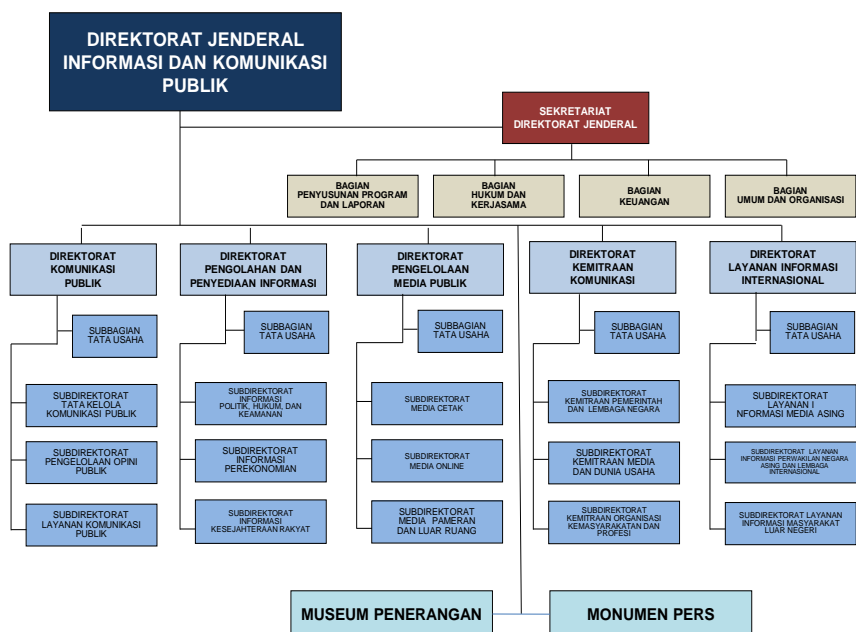 DIREKTORAT JENDERAL
INFORMASI DAN KOMUNIKASI
PUBLIK
SEKRETARIAT
DIREKTORAT JENDERAL
BAGIAN
PENYUSUNAN PROGRAM
DAN LAPORAN
BAGIAN
HUKUM DAN
KERJASAMA
BAGIAN
KEUANGAN
BAGIAN
UMUM DAN ORGANISASI
DIREKTORAT
KOMUNIKASI
PUBLIK
DIREKTORAT
PENGOLAHAN DAN
PENYEDIAAN INFORMASI
DIREKTORAT
PENGELOLAAN
MEDIA PUBLIK
DIREKTORAT
KEMITRAAN
KOMUNIKASI
DIREKTORAT
LAYANAN INFORMASI
INTERNASIONAL
SUBBAGIAN
TATA USAHA
SUBBAGIAN
TATA USAHA
SUBBAGIAN
TATA USAHA
SUBBAGIAN
TATA USAHA
SUBBAGIAN
TATA USAHA
SUBDIREKTORAT
TATA KELOLA
KOMUNIKASI PUBLIK
SUBDIREKTORAT
INFORMASI
POLITIK, HUKUM, DAN
KEAMANAN
SUBDIREKTORAT
MEDIA CETAK
SUBDIREKTORAT
KEMITRAAN PEMERINTAH
DAN LEMBAGA NEGARA
SUBDIREKTORAT
LAYANAN I
NFORMASI MEDIA ASING
SUBDIREKTORAT
PENGELOLAAN OPINI
PUBLIK
SUBDIREKTORAT
INFORMASI
PEREKONOMIAN
SUBDIREKTORAT
MEDIA ONLINE
SUBDIREKTORAT
KEMITRAAN MEDIA
DAN DUNIA USAHA
SUBDIREKTORAT LAYANAN
INFORMASI PERWAKILAN NEGARA
ASING DAN LEMBAGA
INTERNASIONAL
SUBDIREKTORAT
LAYANAN KOMUNIKASI
PUBLIK
SUBDIREKTORAT
INFORMASI
KESEJAHTERAAN RAKYAT
SUBDIREKTORAT
MEDIA PAMERAN
DAN LUAR RUANG
SUBDIREKTORAT
KEMITRAAN ORGANISASI
KEMASYARAKATAN DAN
PROFESI
SUBDIREKTORAT LAYANAN
INFORMASI MASYARAKAT
LUAR NEGERI
MUSEUM PENERANGAN
MONUMEN PERS